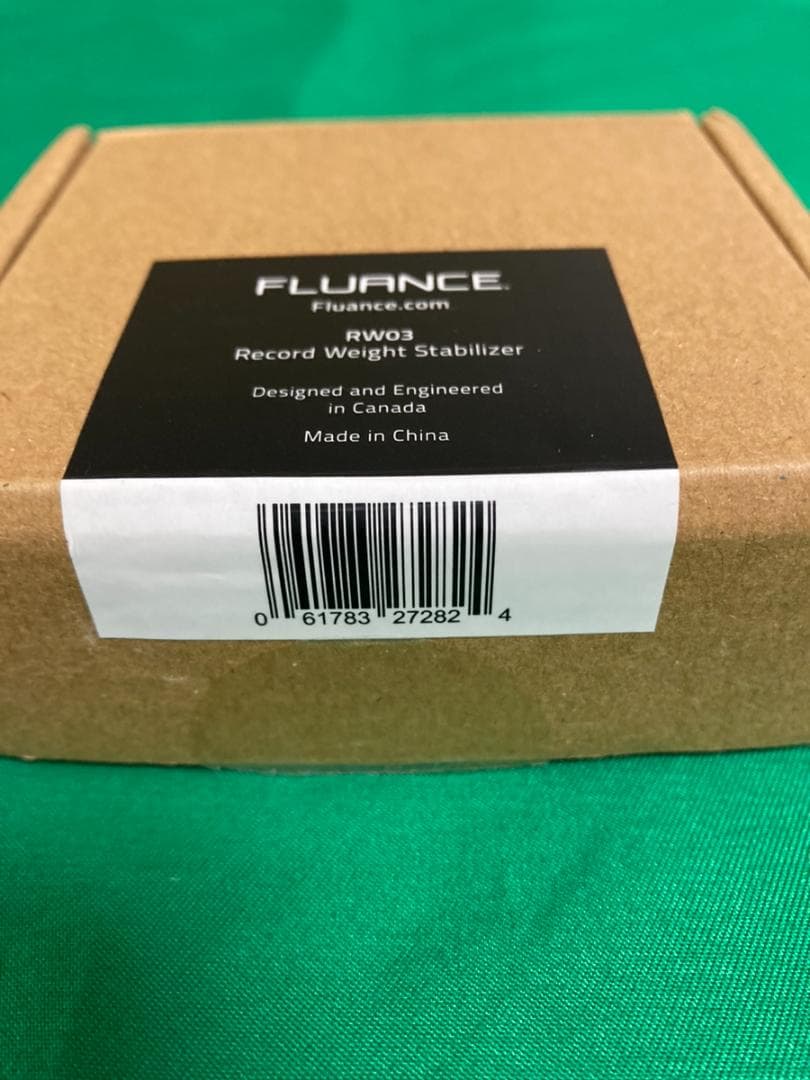 FLUANCE
Fluance.com
RW03
Record Weight Stabilizer
Designed and Engineered
in Canada
Made in China
0 61783 27282 4